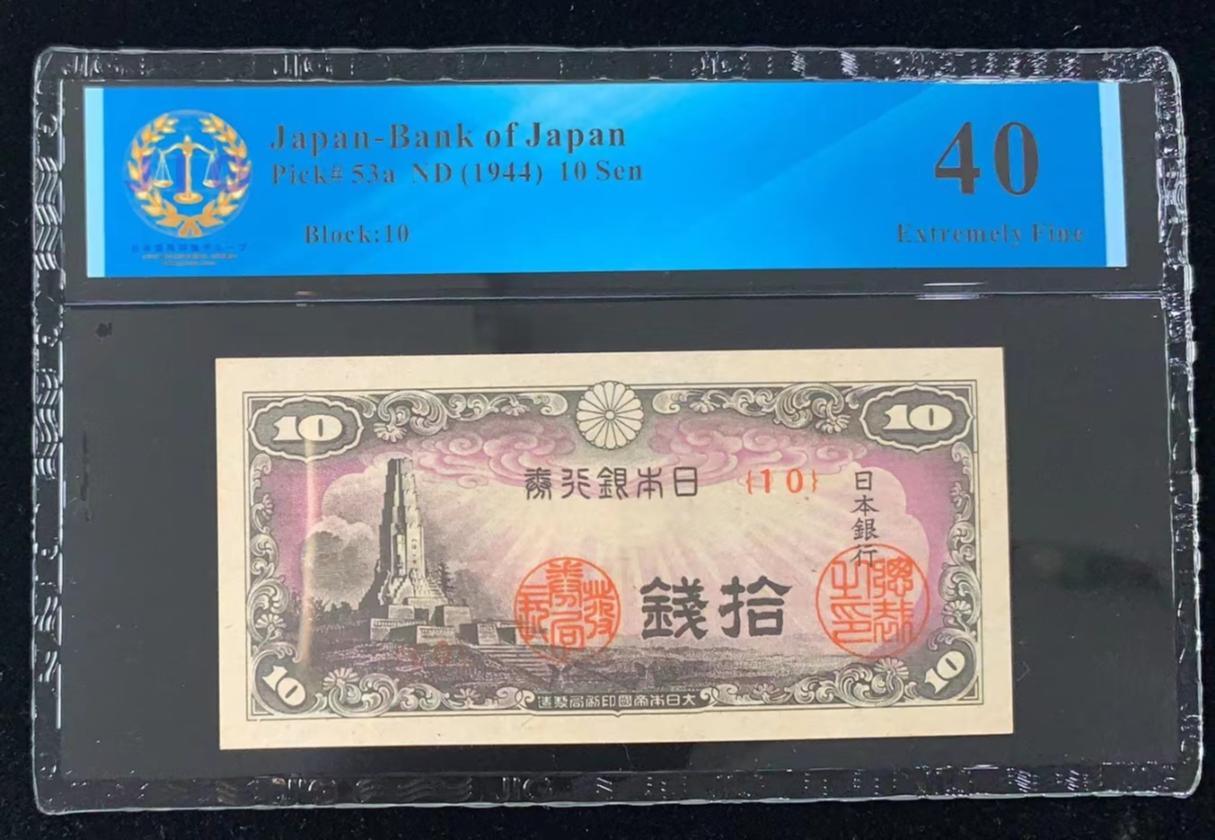 Japan-Bank of Japan
Pick# 53a ND (1944) 10 Sen
Block:10
40
Extremely Fine
10
10
券行銀本日
{10}
日本銀行
錢拾
10
10
造製局刷印國帝本日大